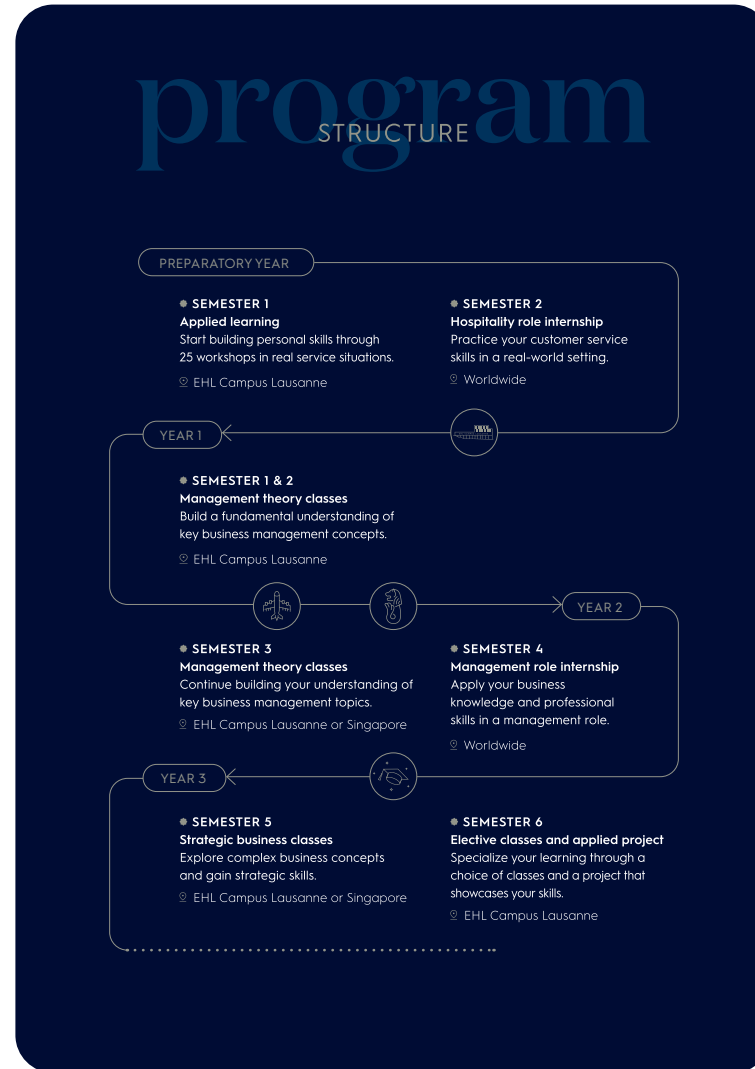 program
STRUCTURE
PREPARATORY YEAR
SEMESTER 1
Applied learning
Start building personal skills through
25 workshops in real service situations.
EHL Campus Lausanne
SEMESTER 2
Hospitality role internship
Practice your customer service
skills in a real-world setting.
Worldwide
YEAR 1
SEMESTER 1 & 2
Management theory classes
Build a fundamental understanding of
key business management concepts.
EHL Campus Lausanne
YEAR 2
SEMESTER 3
Management theory classes
Continue building your understanding of
key business management topics.
EHL Campus Lausanne or Singapore
SEMESTER 4
Management role internship
Apply your business
knowledge and professional
skills in a management role.
Worldwide
YEAR 3
SEMESTER 5
Strategic business classes
Explore complex business concepts
and gain strategic skills.
EHL Campus Lausanne or Singapore
SEMESTER 6
Elective classes and applied project
Specialize your learning through a
choice of classes and a project that
showcases your skills.
EHL Campus Lausanne